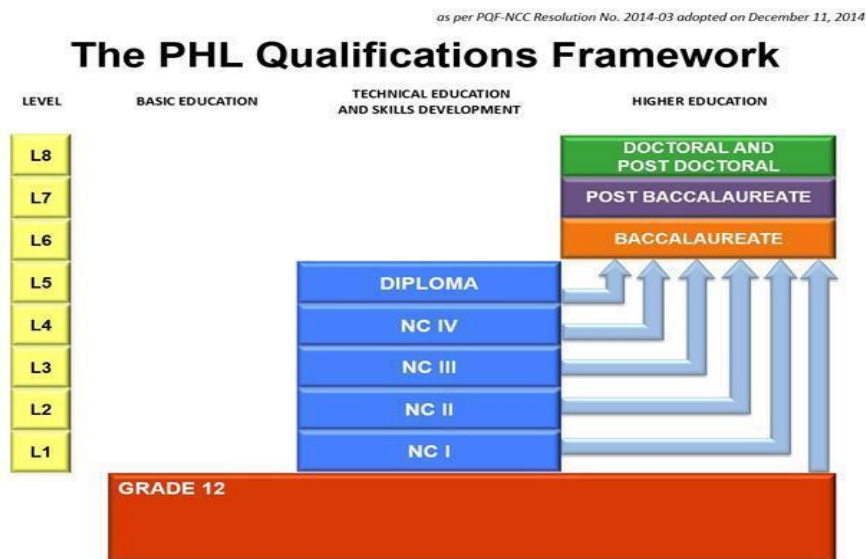 as per PQF-NCC Resolution No. 2014-03 adopted on December 11, 2014
The PHL Qualifications Framework
LEVEL
BASIC EDUCATION
TECHNICAL EDUCATION
AND SKILLS DEVELOPMENT
HIGHER EDUCATION
L8
DOCTORAL AND
POST DOCTORAL
L7
POST BACCALAUREATE
L6
BACCALAUREATE
L5
DIPLOMA
L4
NC IV
L3
NC III
L2
NC II
L1
NC I
GRADE 12